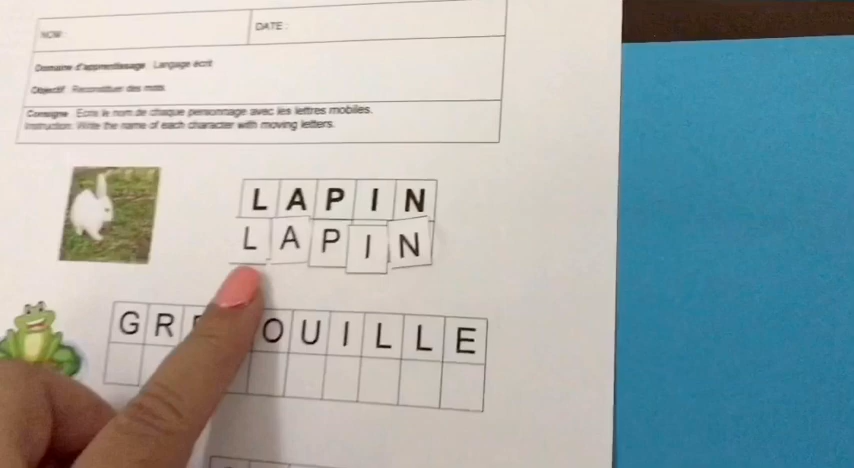 NOM :
DATE :
Domaine d'apprentissage : Langage écrit
Objectif : Reconstituer des mots.
Consigne : Ecris le nom de chaque personnage avec les lettres mobiles.
Instruction: Write the name of each character with moving letters.
LAPIN
LAPIN
GR OUILLE